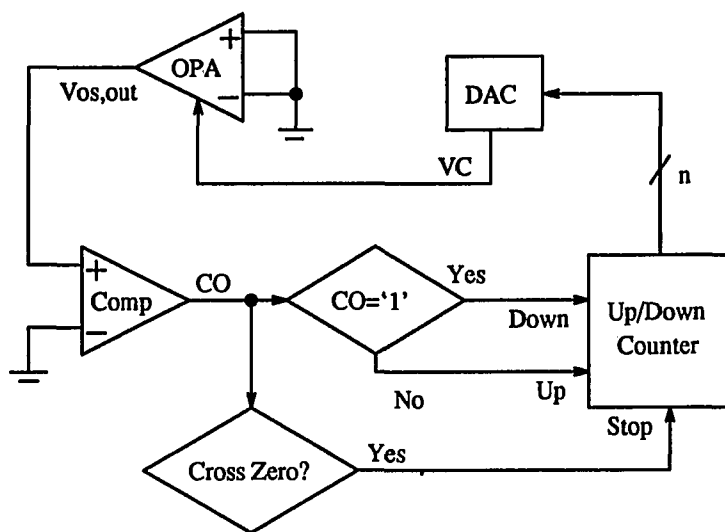 +
OPA
−
Vos,out
DAC
VC
n
+
Comp
−
CO
CO=‘1’
Yes
Down
Up/Down
Counter
No
Up
Stop
Cross Zero?
Yes